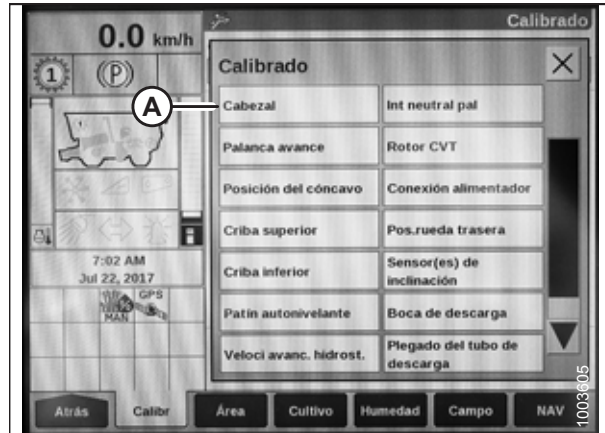 Calibrado
0.0 km/h
1
(P)
Calibrado
A
Cabezal
Int neutral pal
Palanca avance
Rotor CVT
Posición del cóncavo
Conexión alimentador
Criba superior
Pos.rueda trasera
Criba inferior
Sensor(es) de
inclinación
Patín autonivelante
Boca de descarga
Veloci avanc. hidrost.
Plegado del tubo de
descarga
7:02 AM
Jul 22, 2017
GPS
MAN
Atrás
Calibr
Área
Cultivo
Humedad
Campo
NAV
1003605